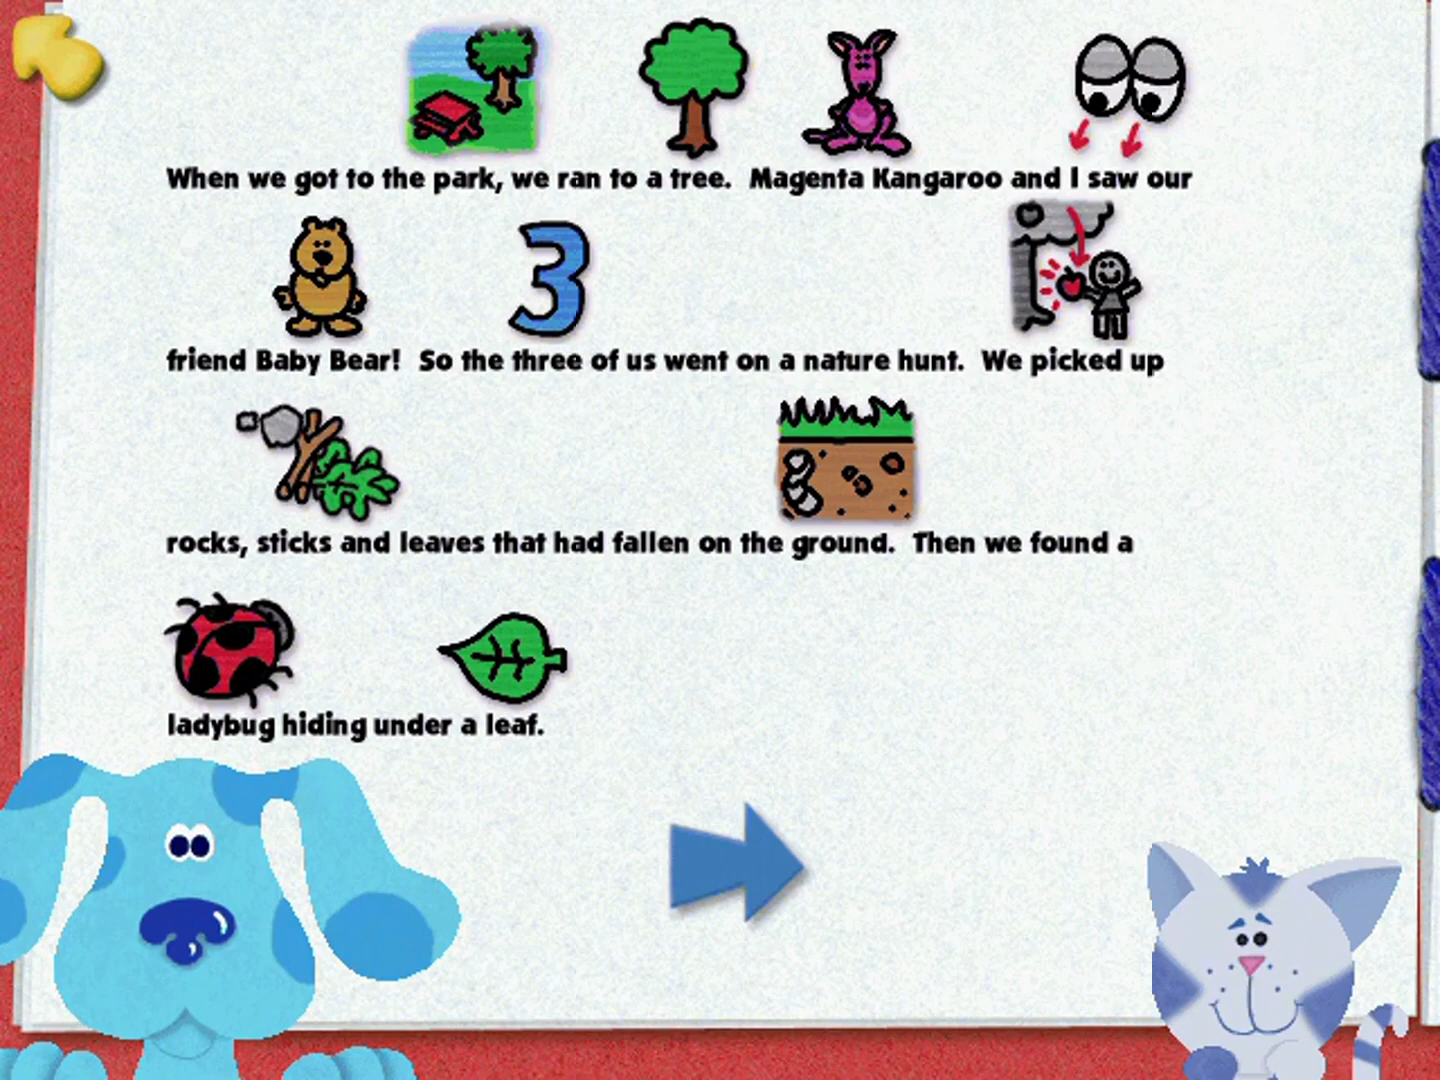 When we got to the park, we ran to a tree. Magenta Kangaroo and I saw our
3
friend Baby Bear! So the three of us went on a nature hunt. We picked up
rocks, sticks and leaves that had fallen on the ground. Then we found a
ladybug hiding under a leaf.